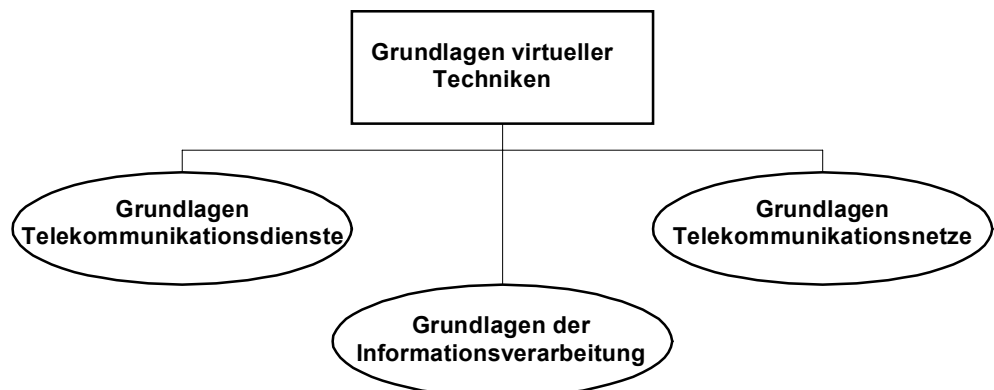 Grundlagen virtueller
Techniken
Grundlagen
Telekommunikationsdienste
Grundlagen
Telekommunikationsnetze
Grundlagen der
Informationsverarbeitung